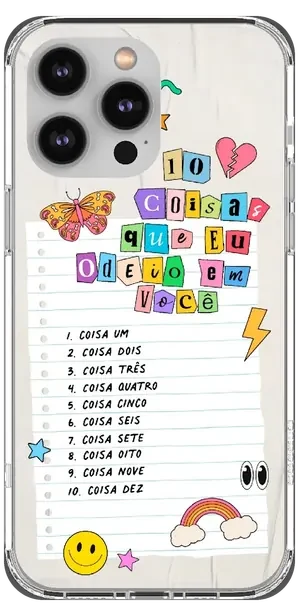 10
Coisas
que Eu
Odeio em
Você
1. COISA UM
2. COISA DOIS
3. COISA TRÊS
4. COISA QUATRO
5. COISA CINCO
6. COISA SEIS
7. COISA SETE
8. COISA OITO
9. COISA NOVE
10. COISA DEZ